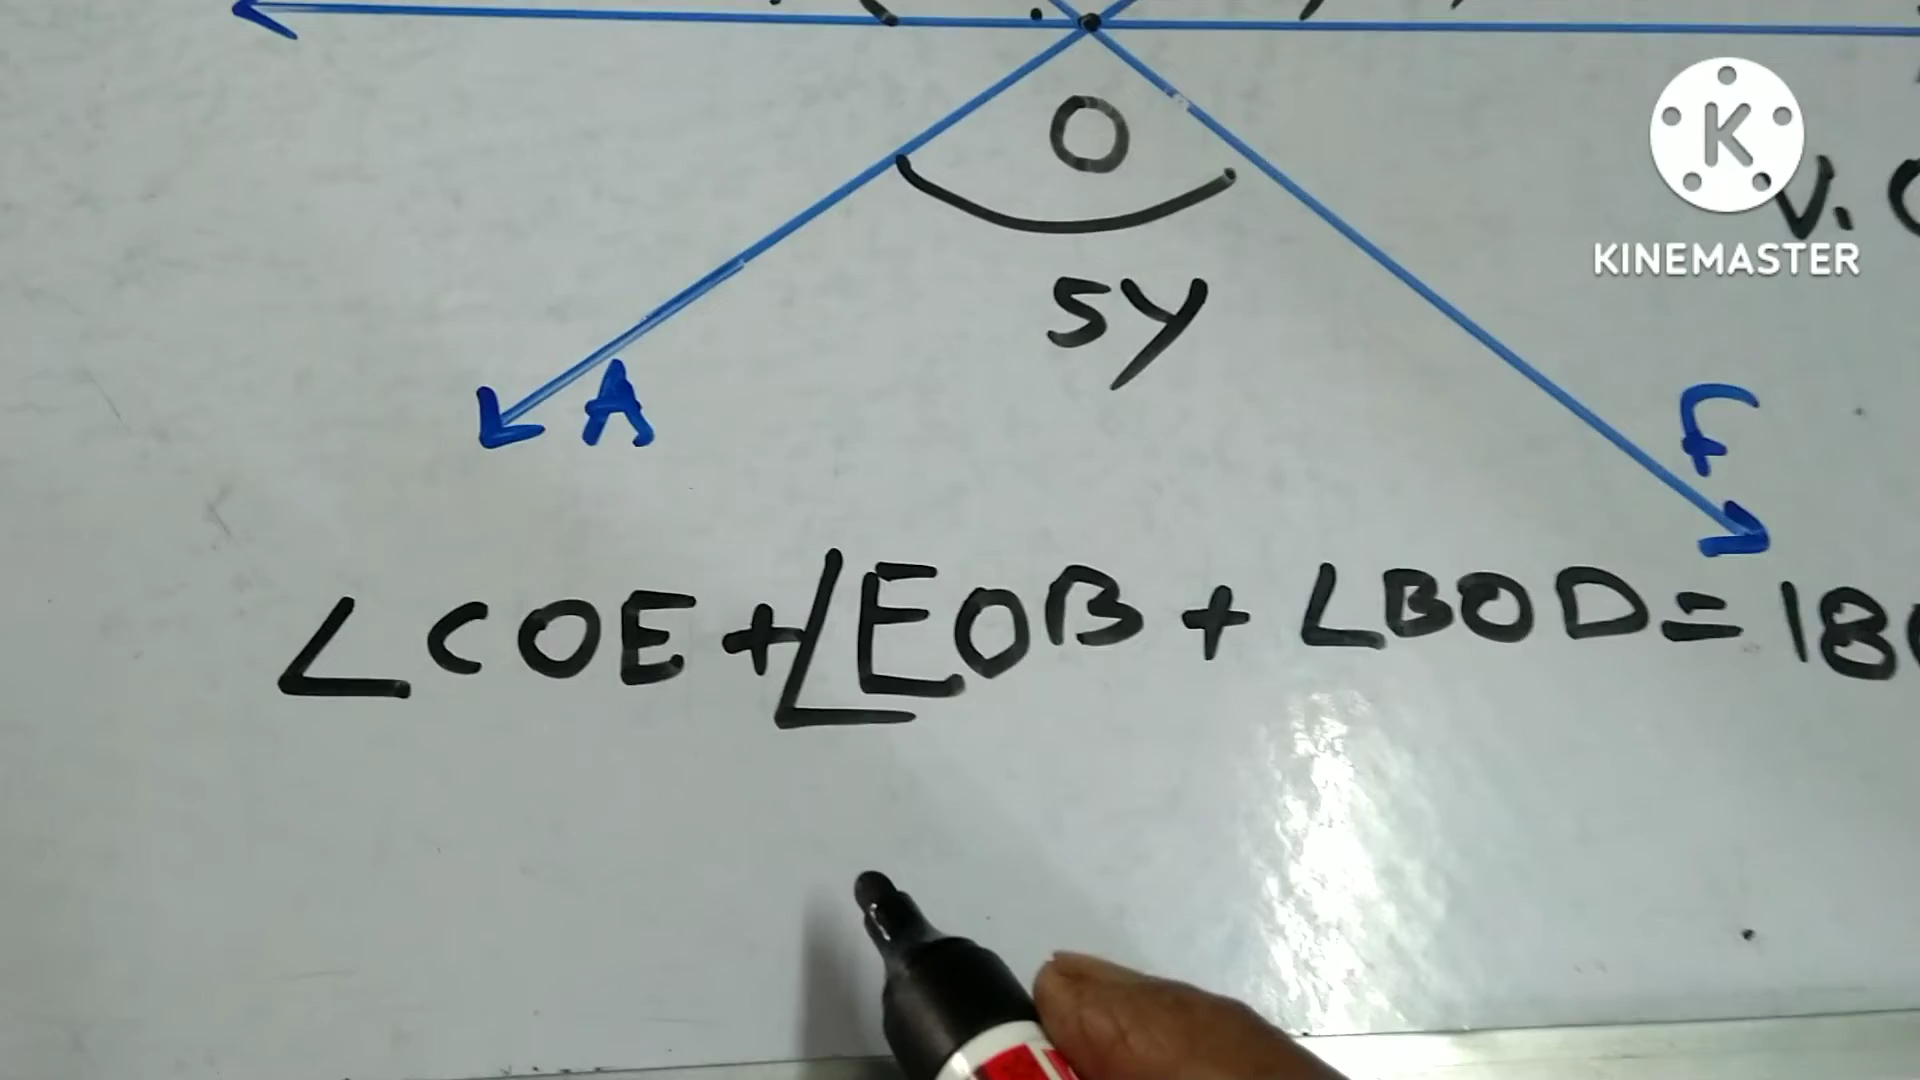 O
K
KINEMASTER
V.
5y
A
F
∠COE + ∠EOB + ∠BOD = 18